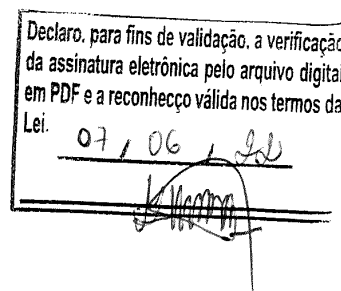 Declaro, para fins de validação, a verificação
da assinatura eletrônica pelo arquivo digital
em PDF e a reconhecço válida nos termos da
Lei.
07, 06, 22